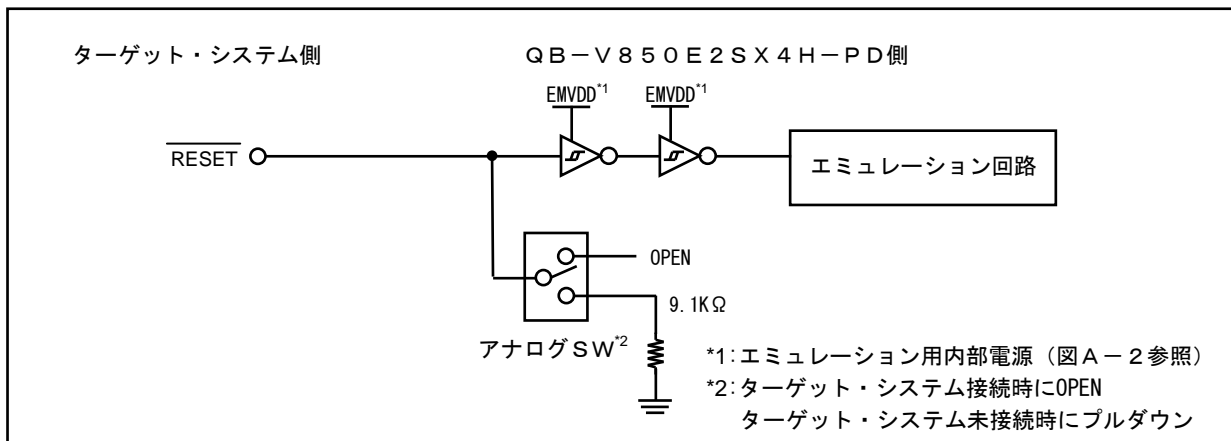 ターゲット・システム側
QB-V850E2SX4H-PD側
EMVDD*1
EMVDD*1
RESET
エミュレーション回路
OPEN
9.1KΩ
アナログSW*2
*1:エミュレーション用内部電源（図A-2参照）
*2:ターゲット・システム接続時にOPEN
ターゲット・システム未接続時にプルダウン